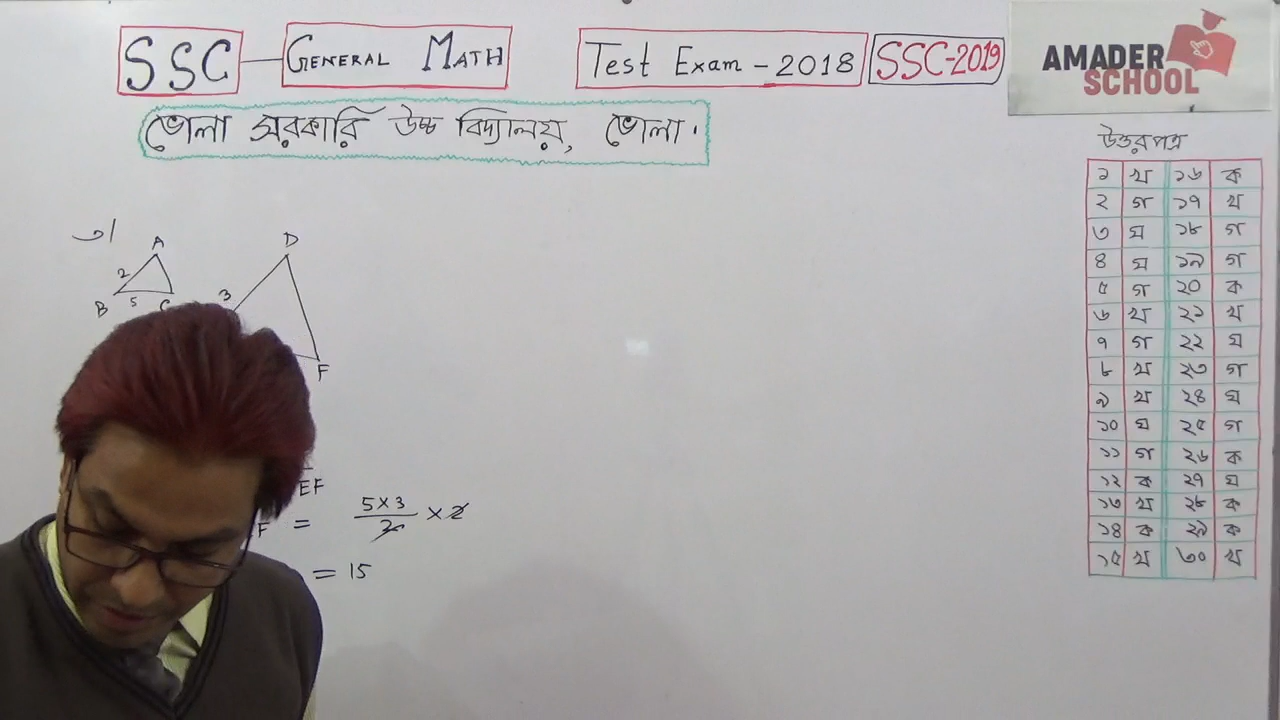 SSC GENERAL MATH Test Exam - 2018 SSC-2019
AMADER
SCHOOL
ভোলা সরকারি উচ্চ বিদ্যালয়, ভোলা.
উত্তরপত্র
১ খ ১৬ ক
২ গ ১৭ খ
৩ ঘ ১৮ গ
৪ ঘ ১৯ গ
৫ গ ২০ ক
৬ খ ২১ খ
৭ গ ২২ ঘ
৮ খ ২৩ গ
৯ খ ২৪ ঘ
১০ ঘ ২৫ গ
১১ গ ২৬ ক
১২ ক ২৭ ঘ
১৩ খ ২৮ ক
১৪ ক ২৯ ক
১৫ খ ৩০ খ
৩।
A D
2
B 5 C 3
F
EF
F = 5×3/2 × 2
= 15